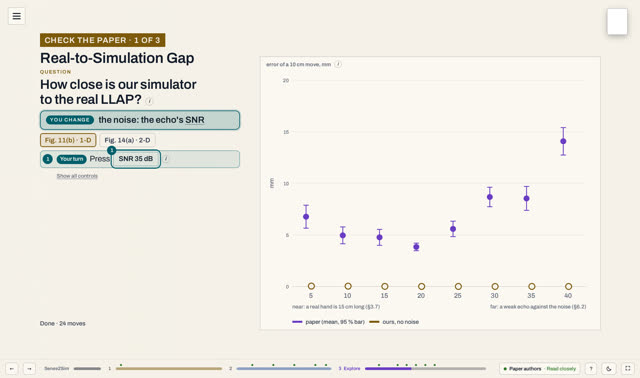 CHECK THE PAPER · 1 OF 3
Real-to-Simulation Gap
QUESTION
How close is our simulator
to the real LLAP? i
YOU CHANGE the noise: the echo's SNR
Fig. 11(b) · 1-D Fig. 14(a) · 2-D
1
1 Your turn Press SNR 35 dB i
Show all controls
Done · 24 moves
error of a 10 cm move, mm i
20
15
10
5
0
mm
5 10 15 20 25 30 35 40
near: a real hand is 15 cm long (§3.7) far: a weak echo against the noise (§6.2)
paper (mean, 95 % bar) ours, no noise
← → Sense2Sim 1 2 3 Explore Paper authors · Read closely ?